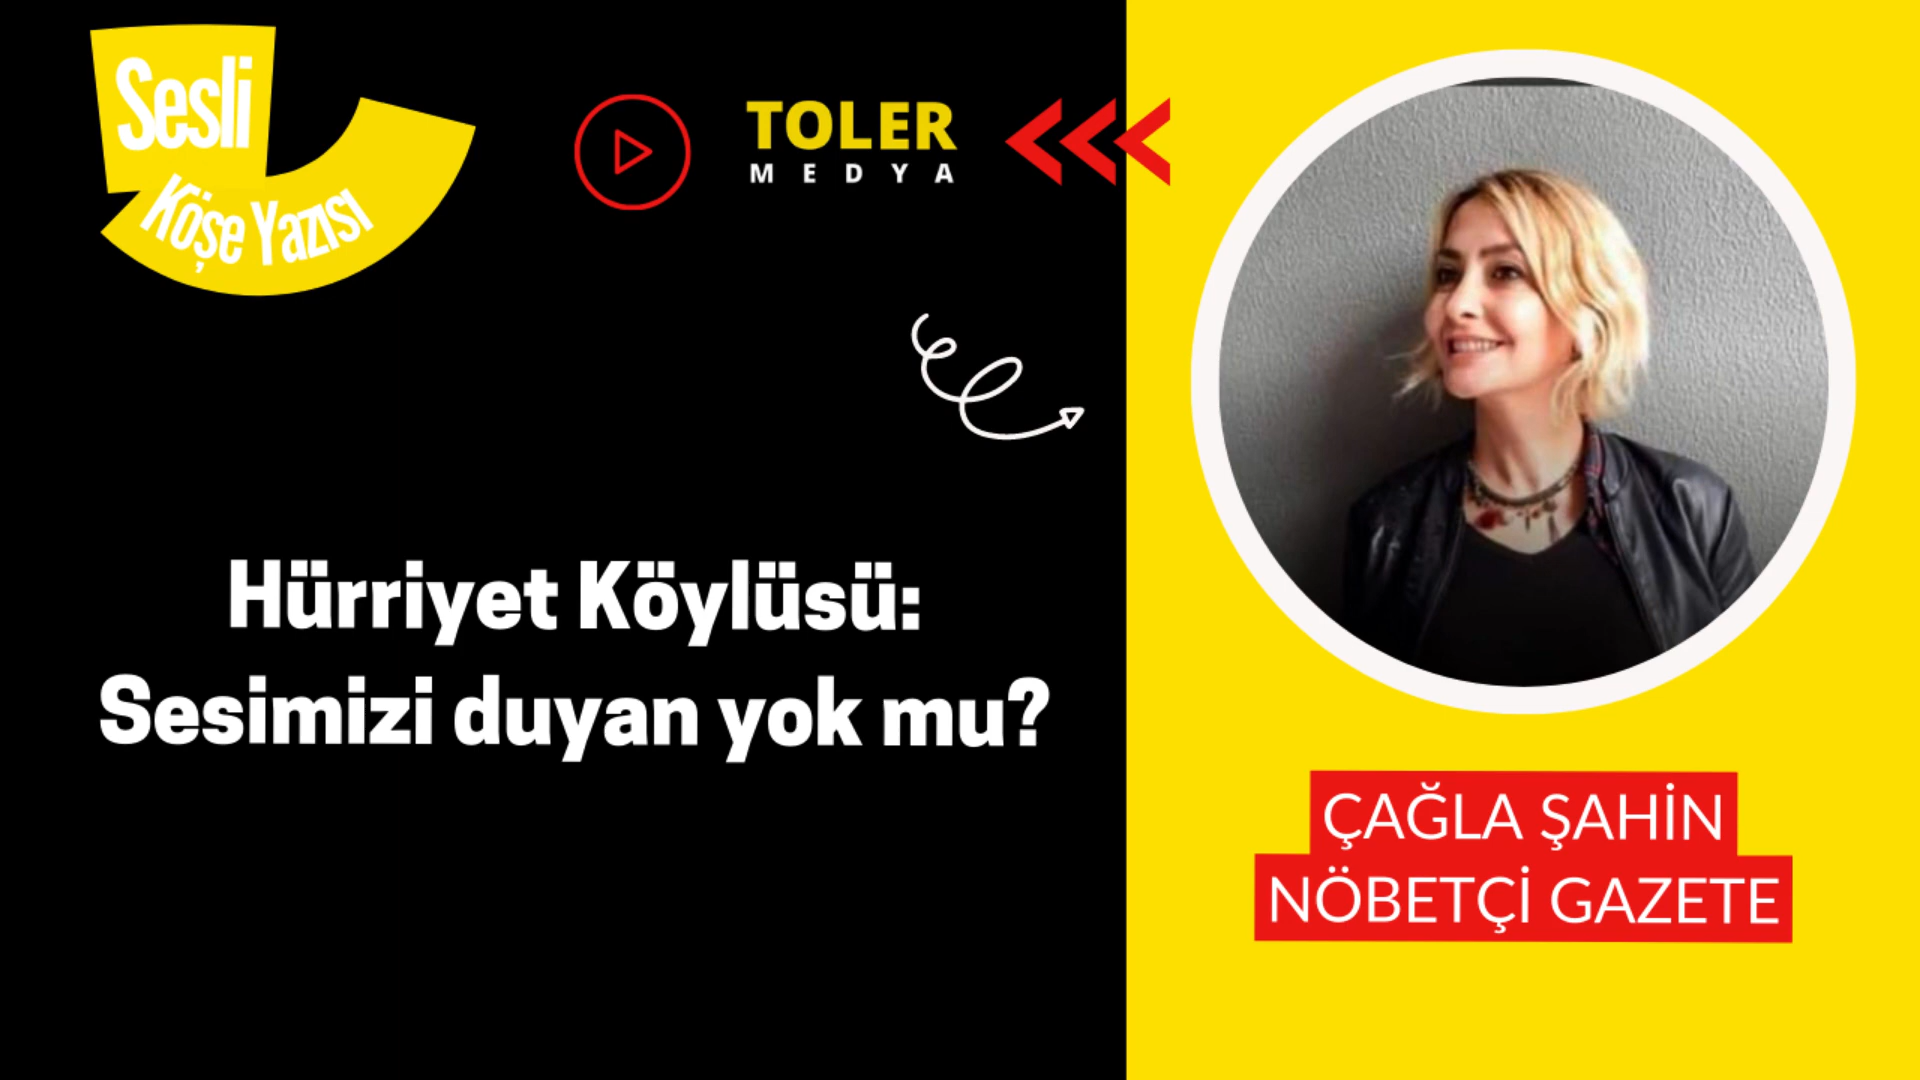 Sesli
Köşe Yazısı
TOLER
MEDYA
Hürriyet Köylüsü:
Sesimizi duyan yok mu?
ÇAĞLA ŞAHİN
NÖBETÇİ GAZETE